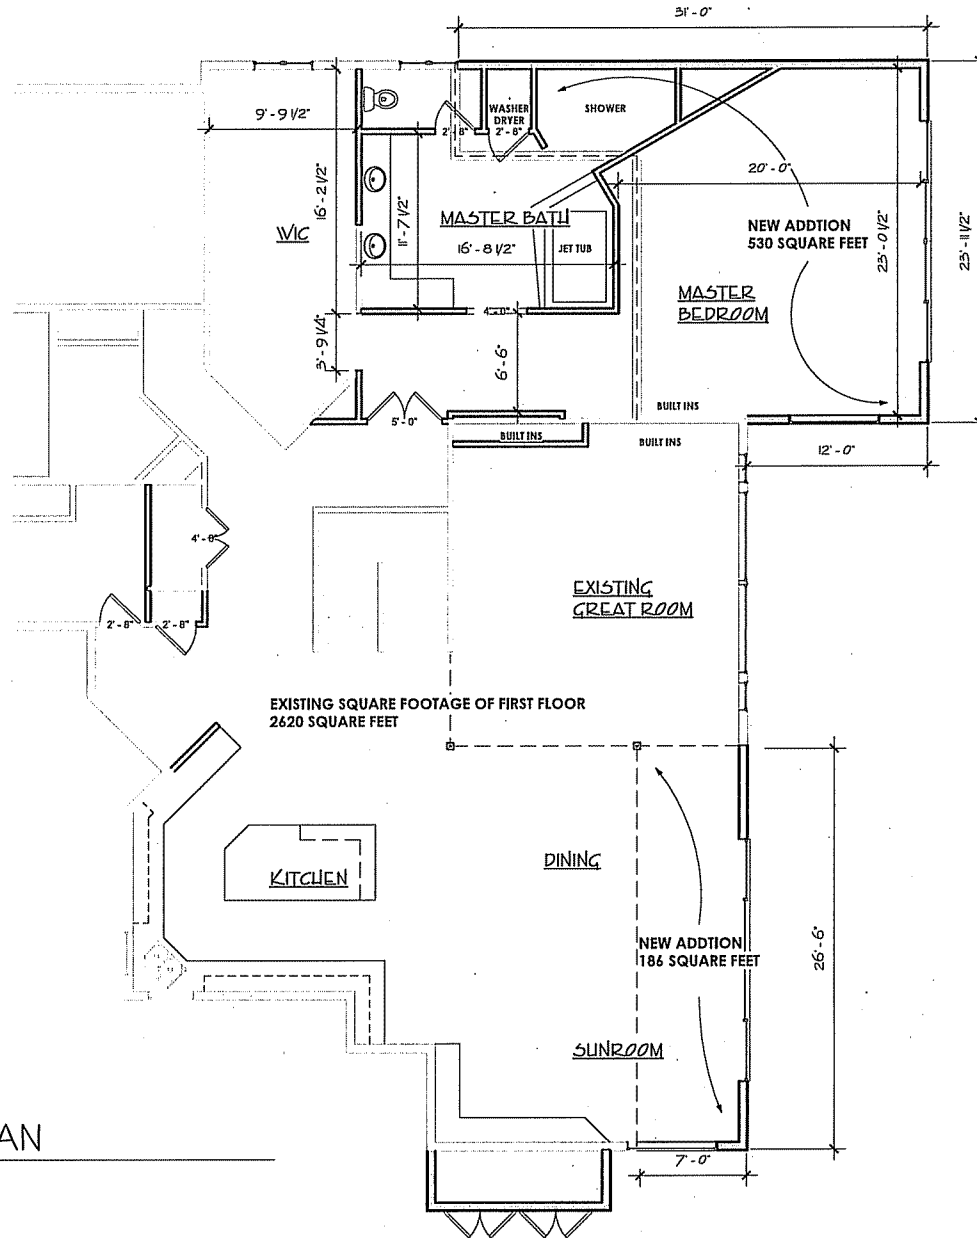 31'-0"
9'-9 1/2"
WASHER
DRYER
2'-8"
2'-8"
SHOWER
16'-2 1/2"
11'-7 1/2"
20'-0"
WIC
MASTER BATH
16'-8 1/2"
JET TUB
NEW ADDTION
530 SQUARE FEET
23'-0 1/2"
23'-11 1/2"
MASTER
BEDROOM
4'-0"
3'-9 1/4"
6'-6"
5'-0"
BUILT INS
BUILT INS
BUILT INS
12'-0"
4'-0"
EXISTING
GREAT ROOM
2'-8"
2'-8"
EXISTING SQUARE FOOTAGE OF FIRST FLOOR
2620 SQUARE FEET
DINING
KITCHEN
NEW ADDTION
186 SQUARE FEET
26'-6"
SUNROOM
AN
7'-0"